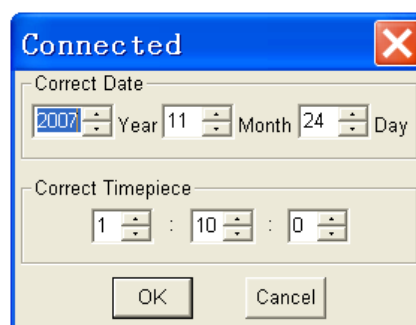 Connected
Correct Date
2007 Year 11 Month 24 Day
Correct Timepiece
1 : 10 : 0
OK Cancel